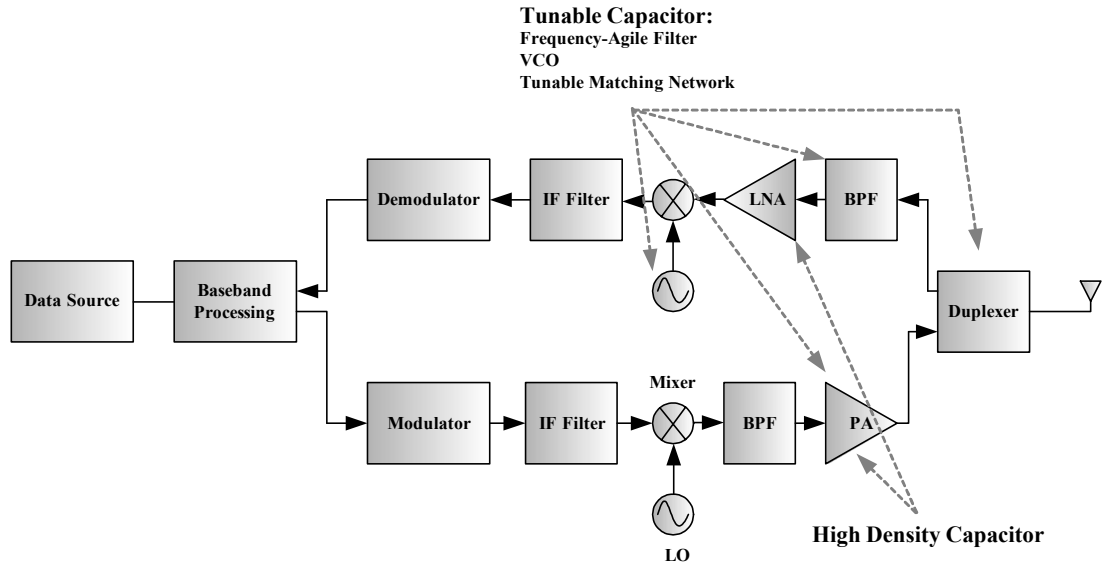 Tunable Capacitor:
Frequency-Agile Filter
VCO
Tunable Matching Network
Demodulator
IF Filter
LNA
BPF
Data Source
Baseband
Processing
Duplexer
Mixer
Modulator
IF Filter
BPF
PA
LO
High Density Capacitor